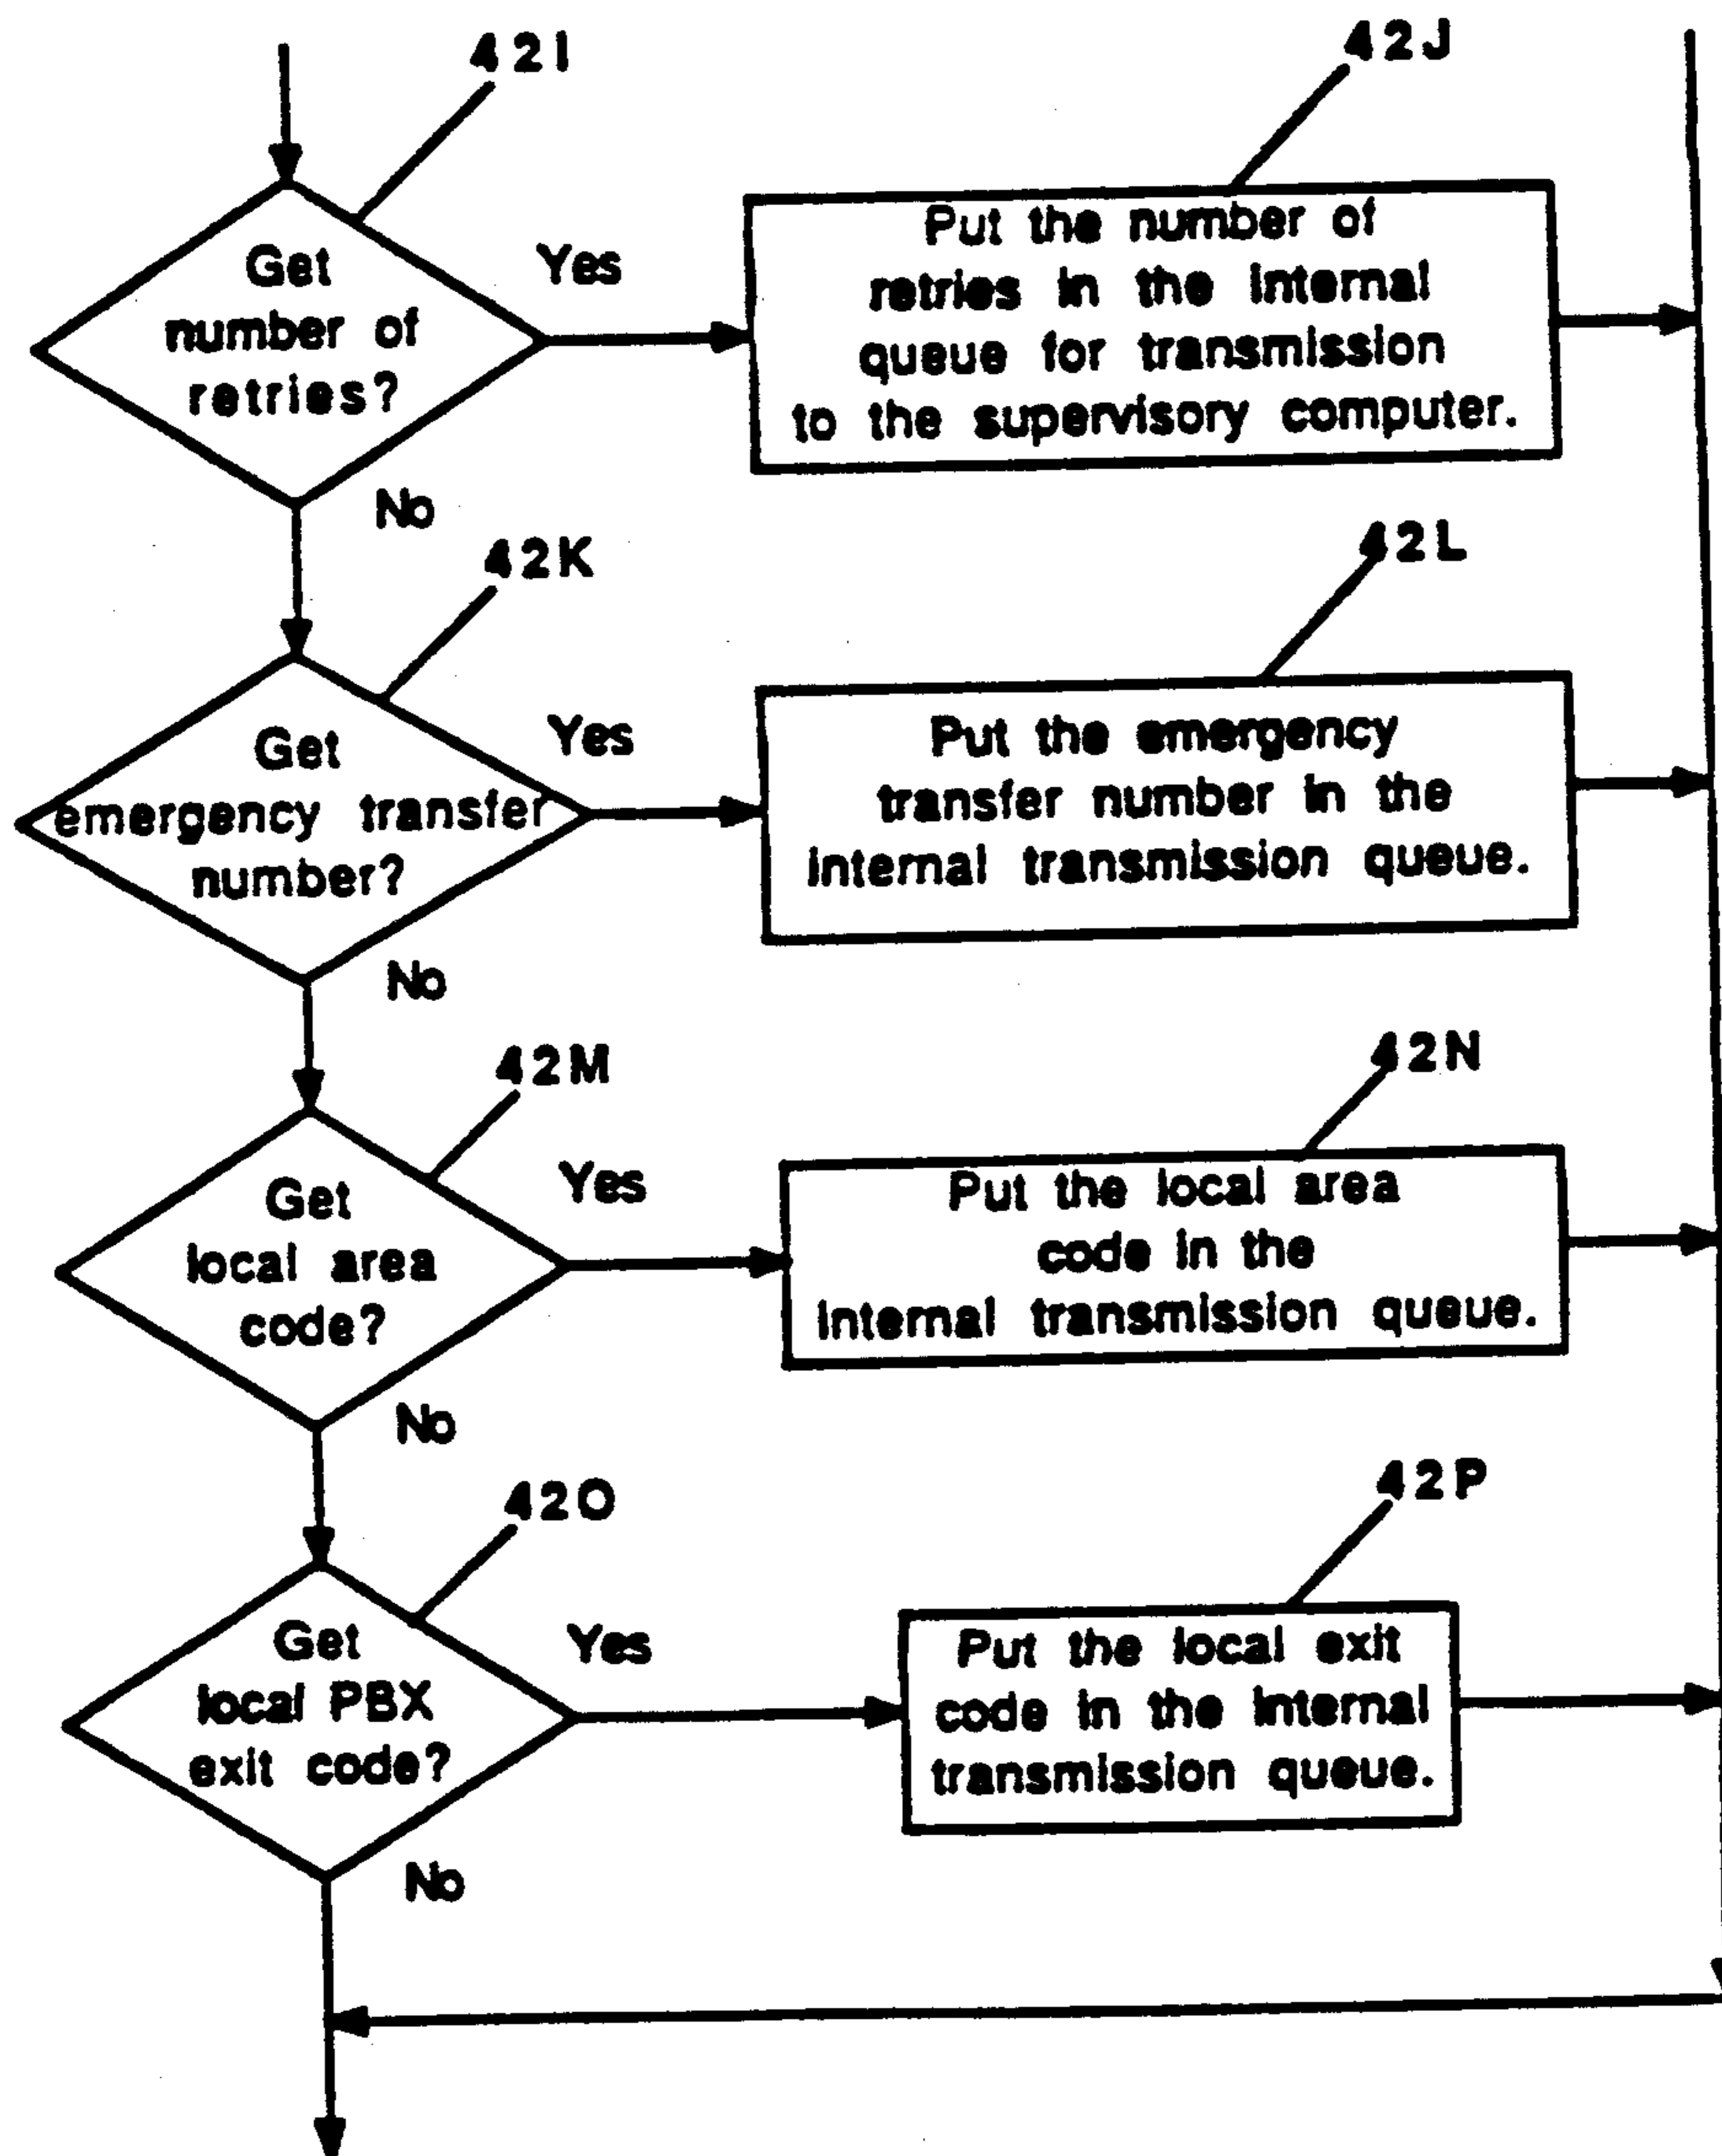 42I
42J
Get
number of
retries?
Yes
Put the number of
retries in the internal
queue for transmission
to the supervisory computer.
No
42K
42L
Get
emergency transfer
number?
Yes
Put the emergency
transfer number in the
internal transmission queue.
No
42M
42N
Get
local area
code?
Yes
Put the local area
code in the
internal transmission queue.
No
42O
42P
Get
local PBX
exit code?
Yes
Put the local exit
code in the internal
transmission queue.
No